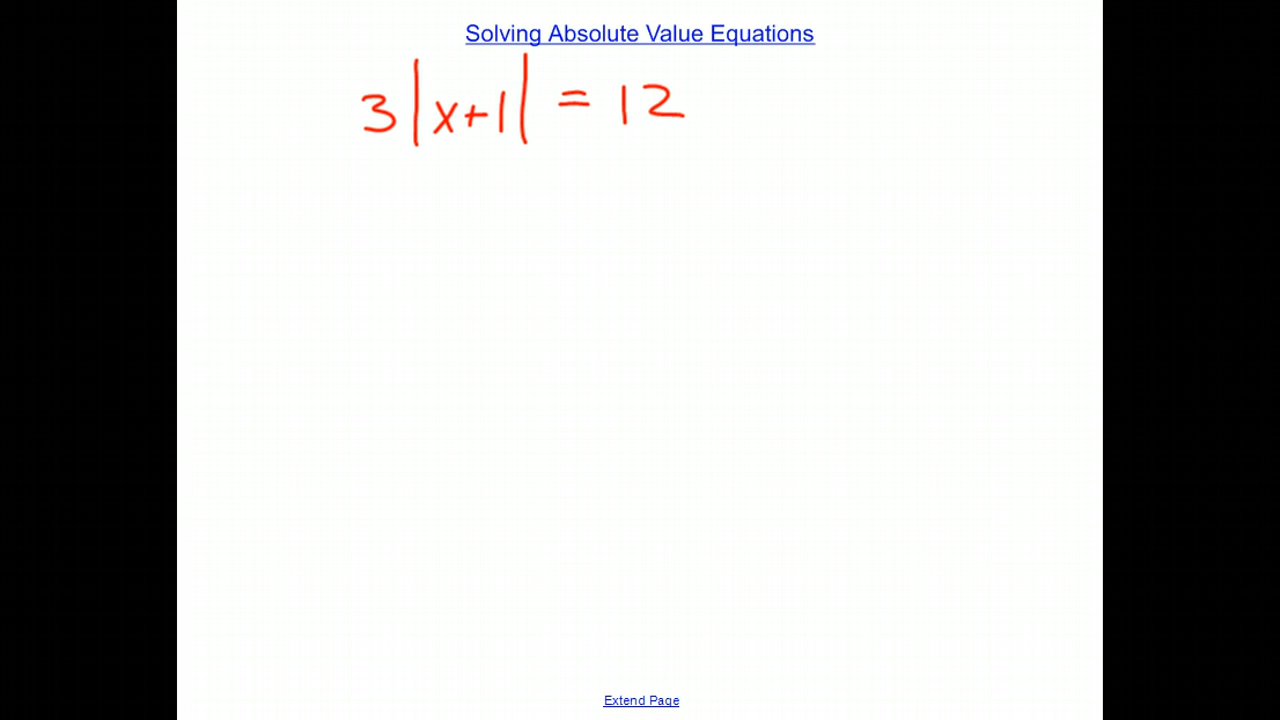 Solving Absolute Value Equations
3|x+1| = 12
Extend Page